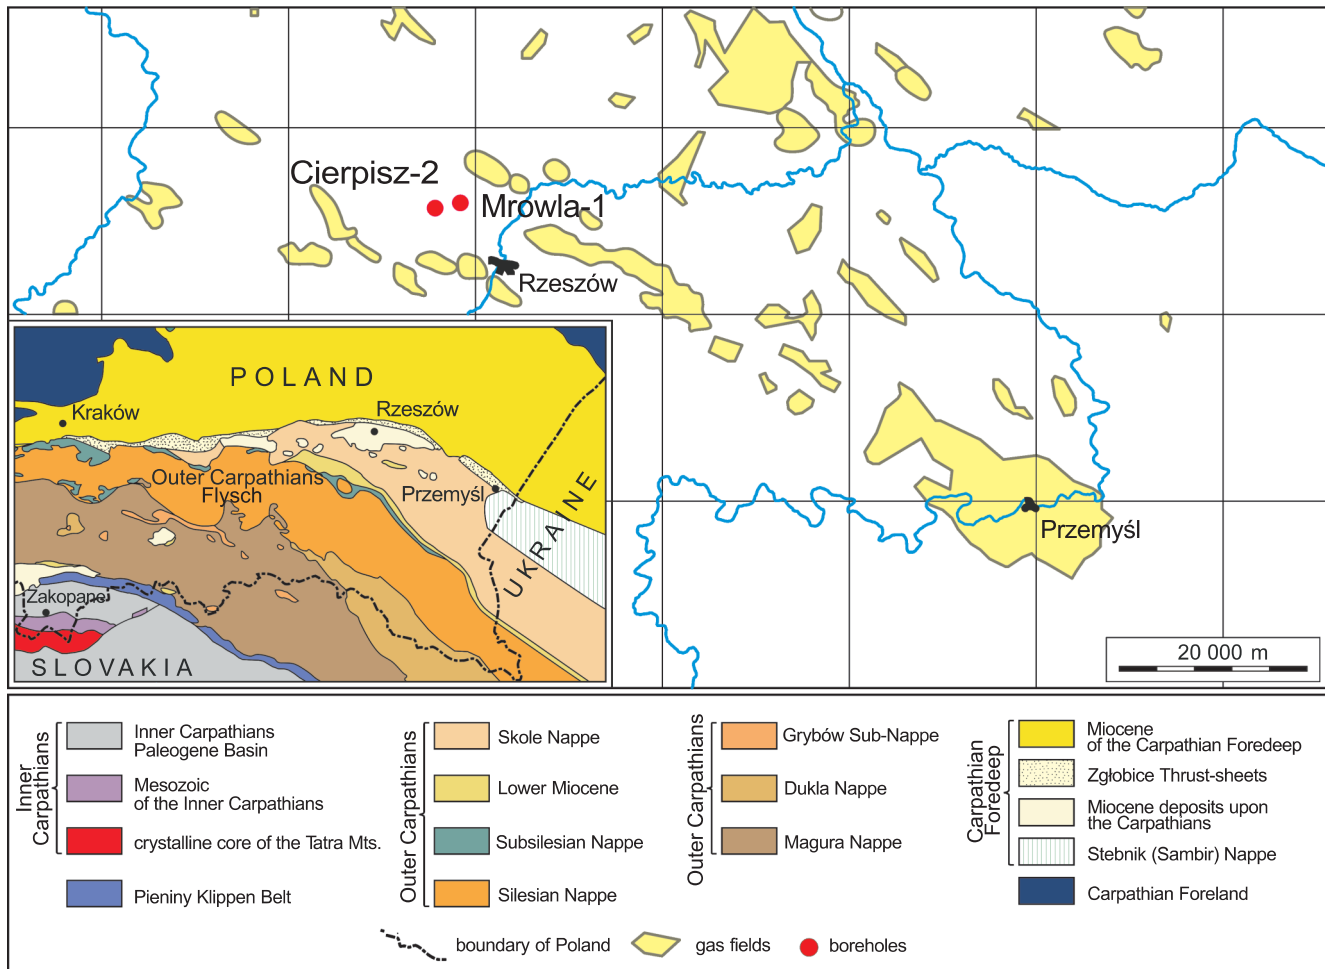 Cierpisz-2
Mrowla-1
Rzeszów
Przemyśl
20 000 m
POLAND
Kraków
Rzeszów
Outer Carpathians
Flysch
Przemyśl
UKRAINE
Zakopane
SLOVAKIA
Inner
Carpathians
Inner Carpathians
Paleogene Basin
Mesozoic
of the Inner Carpathians
crystalline core of the Tatra Mts.
Pieniny Klippen Belt
Outer Carpathians
Skole Nappe
Lower Miocene
Subsilesian Nappe
Silesian Nappe
Outer Carpathians
Grybów Sub-Nappe
Dukla Nappe
Magura Nappe
Carpathian
Foredeep
Miocene
of the Carpathian Foredeep
Zgłobice Thrust-sheets
Miocene deposits upon
the Carpathians
Stebnik (Sambir) Nappe
Carpathian Foreland
boundary of Poland
gas fields
boreholes